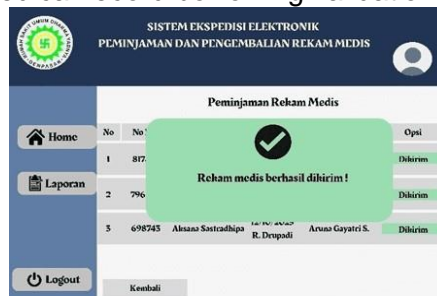 SISTEM EKSPEDISI ELEKTRONIK
PEMINJAMAN DAN PENGEMBALIAN REKAM MEDIS
Peminjaman Rekam Medis
Home
Laporan
Logout
No No Opsi
1 817 Dikirim
Rekam medis berhasil dikirim !
2 796 Dikirim
3 698743 Aksana Sastradhipa R. Drupadi Aruna Gayatri S. Dikirim
Kembali